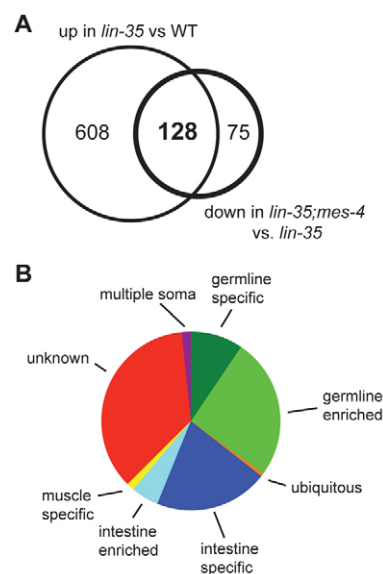 A
up in lin-35 vs WT
608
128
75
down in lin-35;mes-4
vs. lin-35
B
multiple soma
germline
specific
unknown
germline
enriched
ubiquitous
muscle
specific
intestine
enriched
intestine
specific